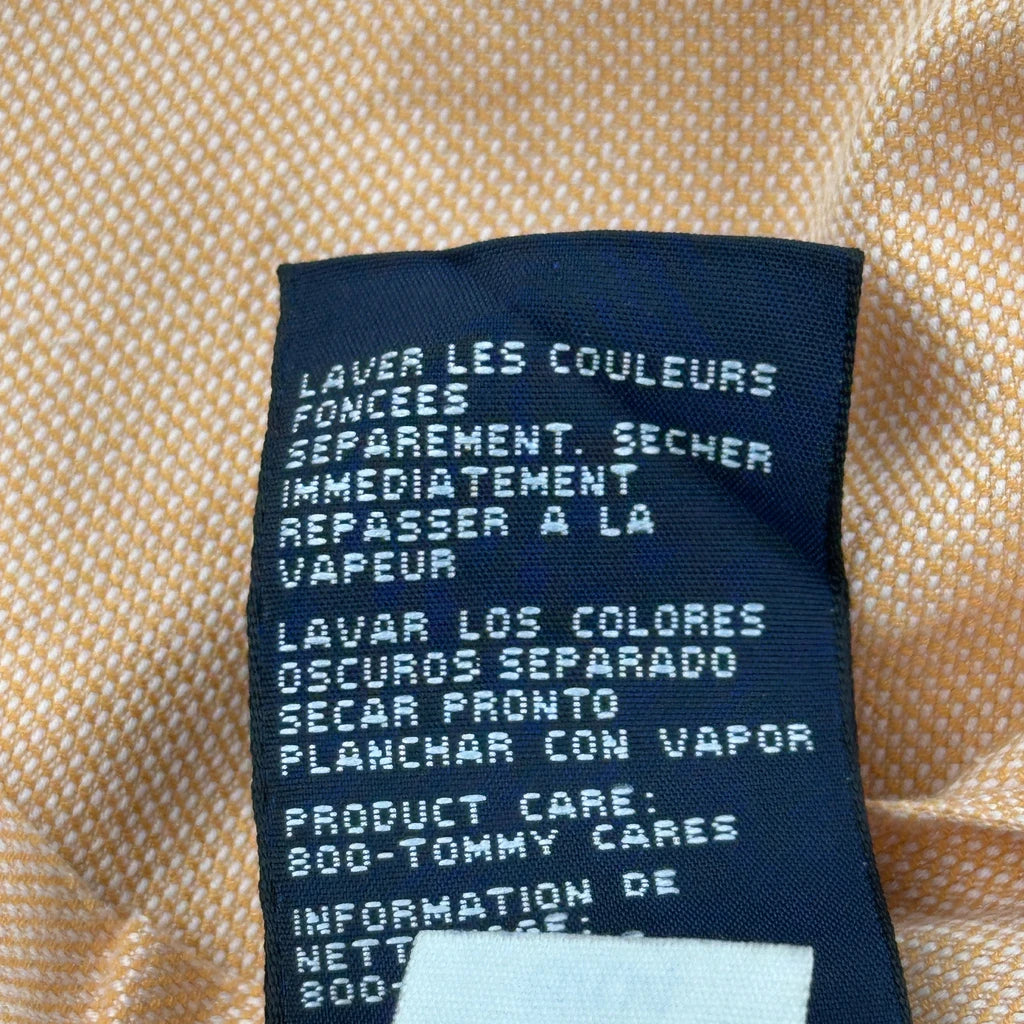 LAVER LES COULEURS
FONCEES
SEPAREMENT. SECHER
IMMEDIATEMENT
REPASSER A LA
VAPEUR
LAVAR LOS COLORES
OSCUROS SEPARADO
SECAR PRONTO
PLANCHAR CON VAPOR
PRODUCT CARE:
800-TOMMY CARES
INFORMATION DE
800-